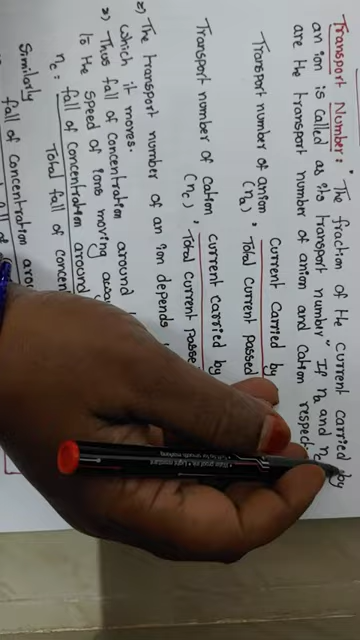 Transport Number: "The fraction of the current carried by
an ion is called as its transport number" If na and nc
are the transport number of anion and cation respect
Transport number of anion = Current carried by
(na) Total current passed
Transport number of cation = current carried by
(nc) Total current passe
The transport number of an ion depends
which it moves.
Thus fall of concentration around
to the speed of ions moving away
nc = fall of concentration around
Total fall of concen
Similarly
fall of concentration aro